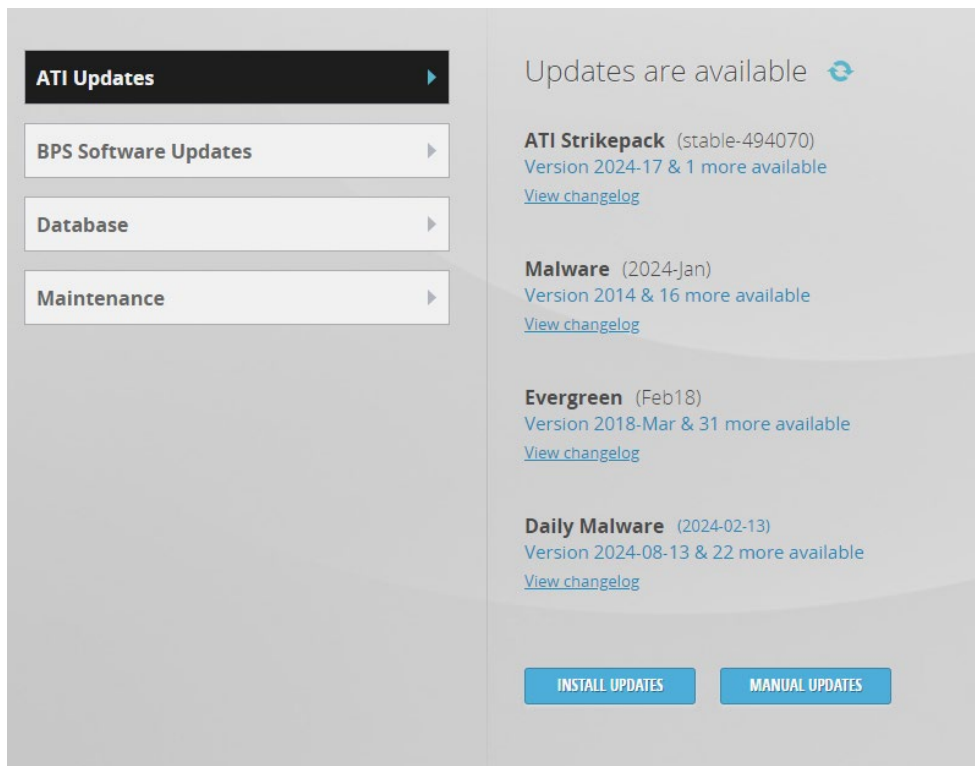 ATI Updates
BPS Software Updates
Database
Maintenance
Updates are available
ATI Strikepack (stable-494070)
Version 2024-17 & 1 more available
View changelog
Malware (2024-Jan)
Version 2014 & 16 more available
View changelog
Evergreen (Feb18)
Version 2018-Mar & 31 more available
View changelog
Daily Malware (2024-02-13)
Version 2024-08-13 & 22 more available
View changelog
INSTALL UPDATES MANUAL UPDATES